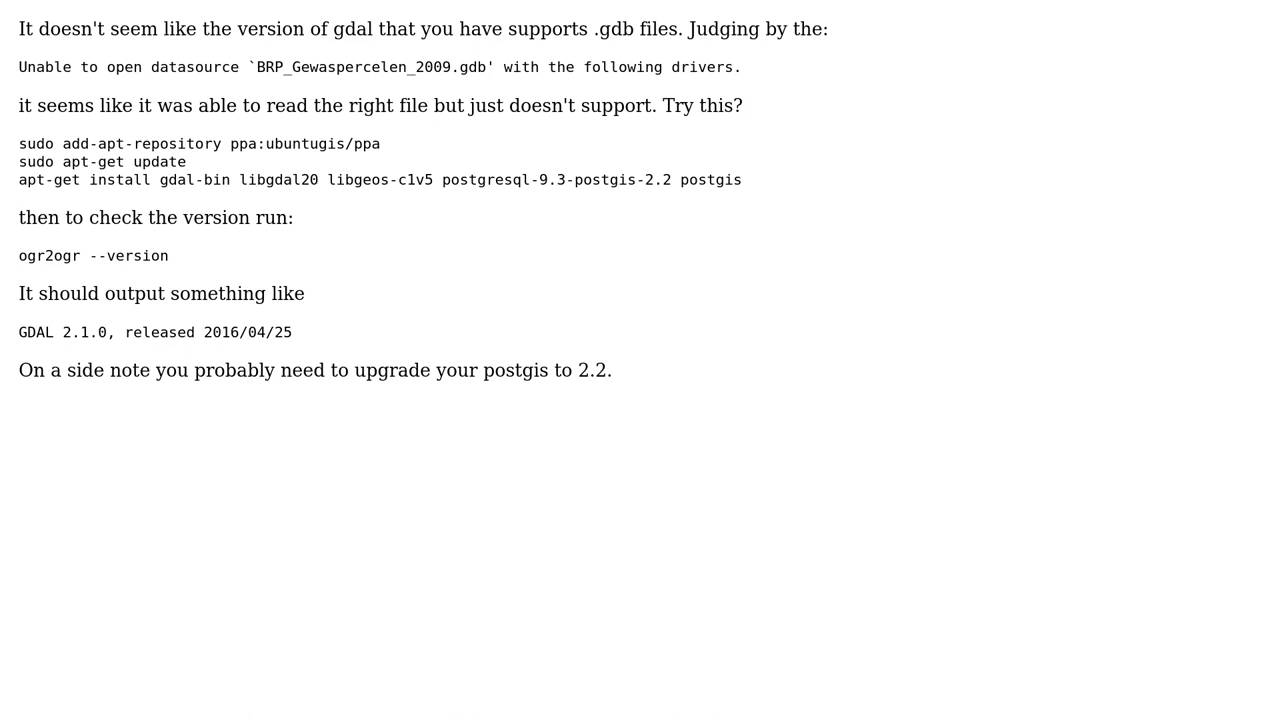 It doesn't seem like the version of gdal that you have supports .gdb files. Judging by the:
Unable to open datasource `BRP_Gewaspercelen_2009.gdb' with the following drivers.
it seems like it was able to read the right file but just doesn't support. Try this?
sudo add-apt-repository ppa:ubuntugis/ppa
sudo apt-get update
apt-get install gdal-bin libgdal20 libgeos-c1v5 postgresql-9.3-postgis-2.2 postgis
then to check the version run:
ogr2ogr --version
It should output something like
GDAL 2.1.0, released 2016/04/25
On a side note you probably need to upgrade your postgis to 2.2.